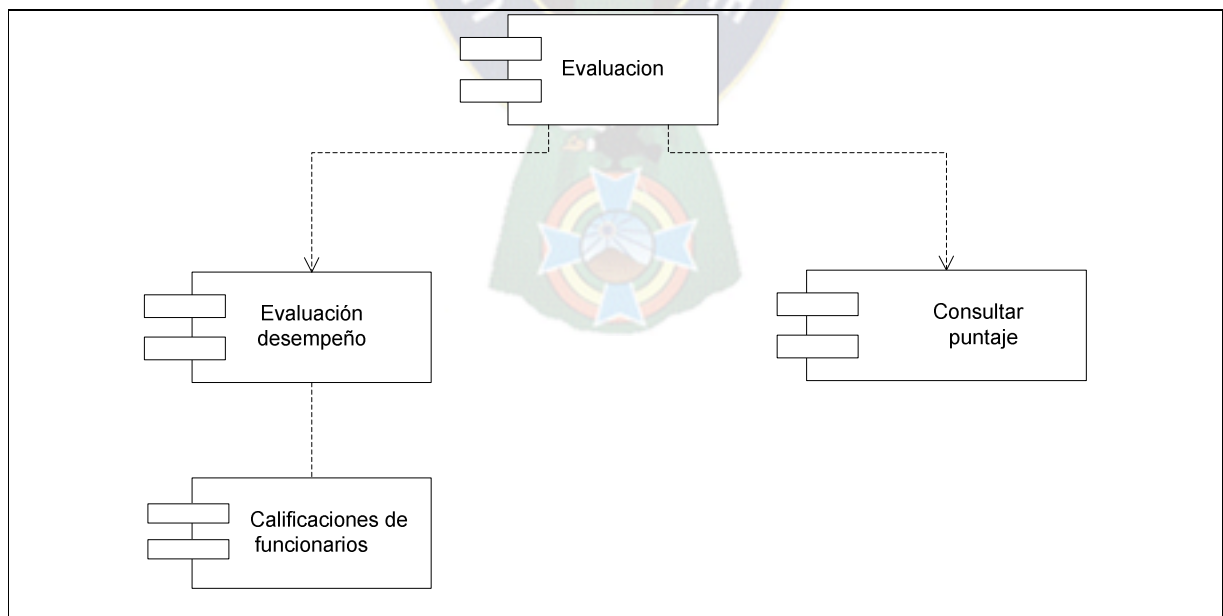 Evaluacion
Evaluación
desempeño
Consultar
puntaje
Calificaciones de
funcionarios